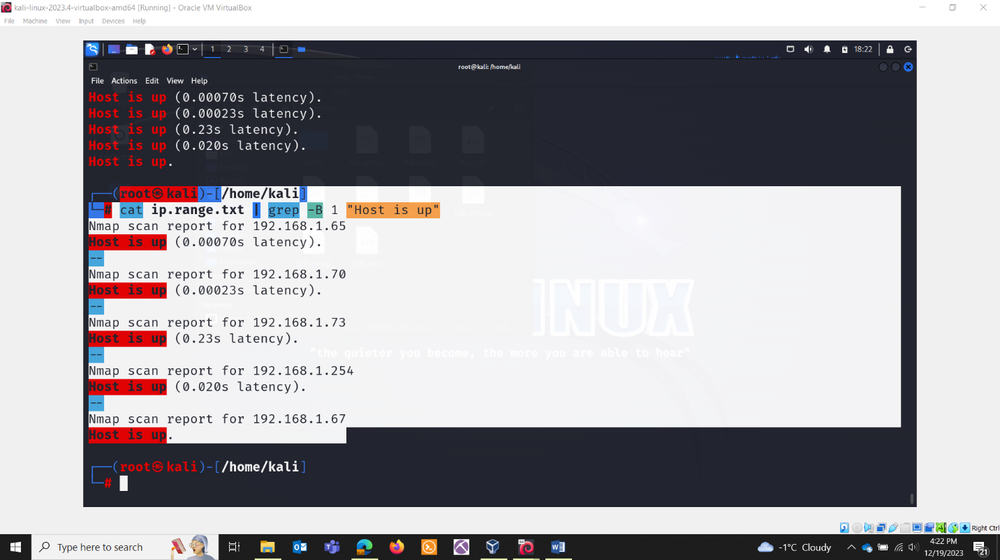 kali-linux-2023.4-virtualbox-amd64 [Running] - Oracle VM VirtualBox
File Machine View Input Devices Help
1 2 3 4
18:22
root@kali: /home/kali
File Actions Edit View Help
Host is up (0.00070s latency).
Host is up (0.00023s latency).
Host is up (0.23s latency).
Host is up (0.020s latency).
Host is up.
┌──(root㉿kali)-[/home/kali]
└─# cat ip.range.txt | grep -B 1 "Host is up"
Nmap scan report for 192.168.1.65
Host is up (0.00070s latency).
--
Nmap scan report for 192.168.1.70
Host is up (0.00023s latency).
--
Nmap scan report for 192.168.1.73
Host is up (0.23s latency).
--
Nmap scan report for 192.168.1.254
Host is up (0.020s latency).
--
Nmap scan report for 192.168.1.67
Host is up.
INUX
"the quieter you become, the more you are able to hear"
┌──(root㉿kali)-[/home/kali]
└─#
Right Ctrl
Type here to search
-1°C Cloudy
4:22 PM
12/19/2023
21